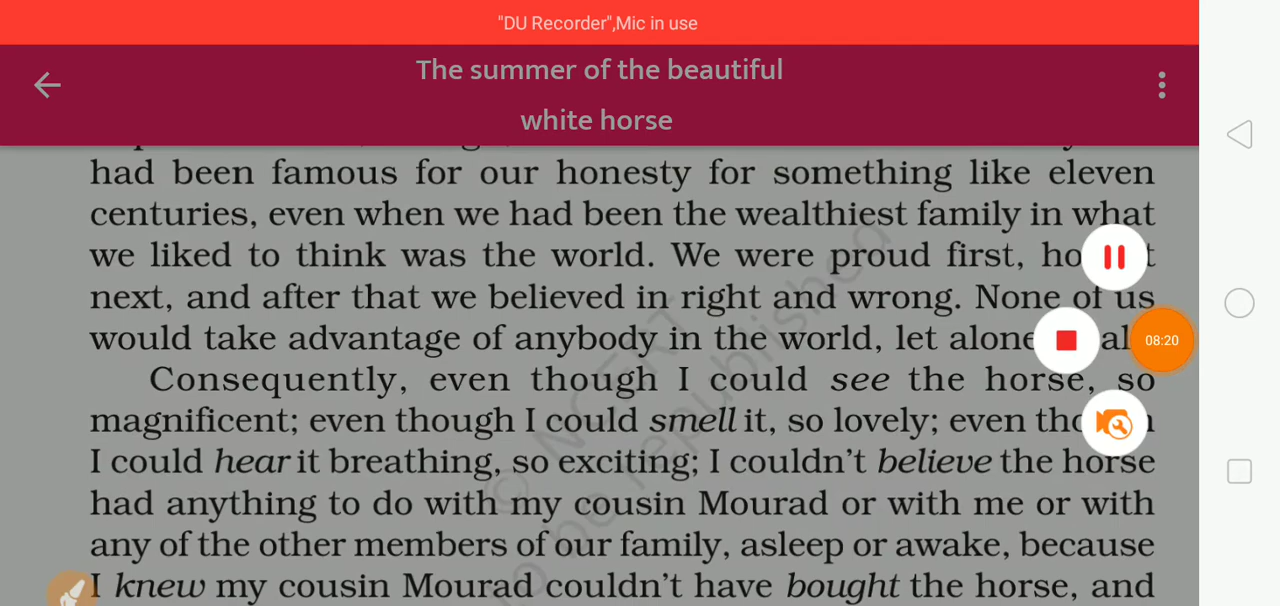 "DU Recorder",Mic in use
The summer of the beautiful
white horse
had been famous for our honesty for something like eleven
centuries, even when we had been the wealthiest family in what
we liked to think was the world. We were proud first, ho t
next, and after that we believed in right and wrong. None of us
would take advantage of anybody in the world, let alone al
08:20
Consequently, even though I could see the horse, so
magnificent; even though I could smell it, so lovely; even tho h
I could hear it breathing, so exciting; I couldn't believe the horse
had anything to do with my cousin Mourad or with me or with
any of the other members of our family, asleep or awake, because
I knew my cousin Mourad couldn't have bought the horse, and
© NCERT
republished